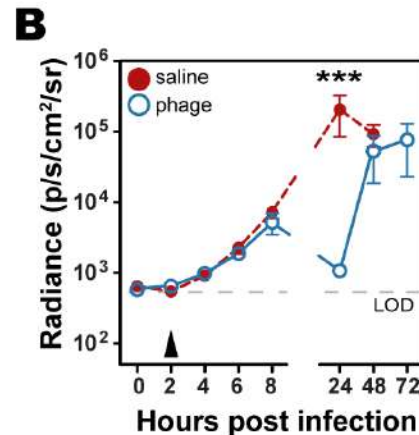 B
saline
phage
***
Radiance (p/s/cm²/sr)
10⁶
10⁵
10⁴
10³
10²
LOD
0 2 4 6 8 24 48 72
Hours post infection